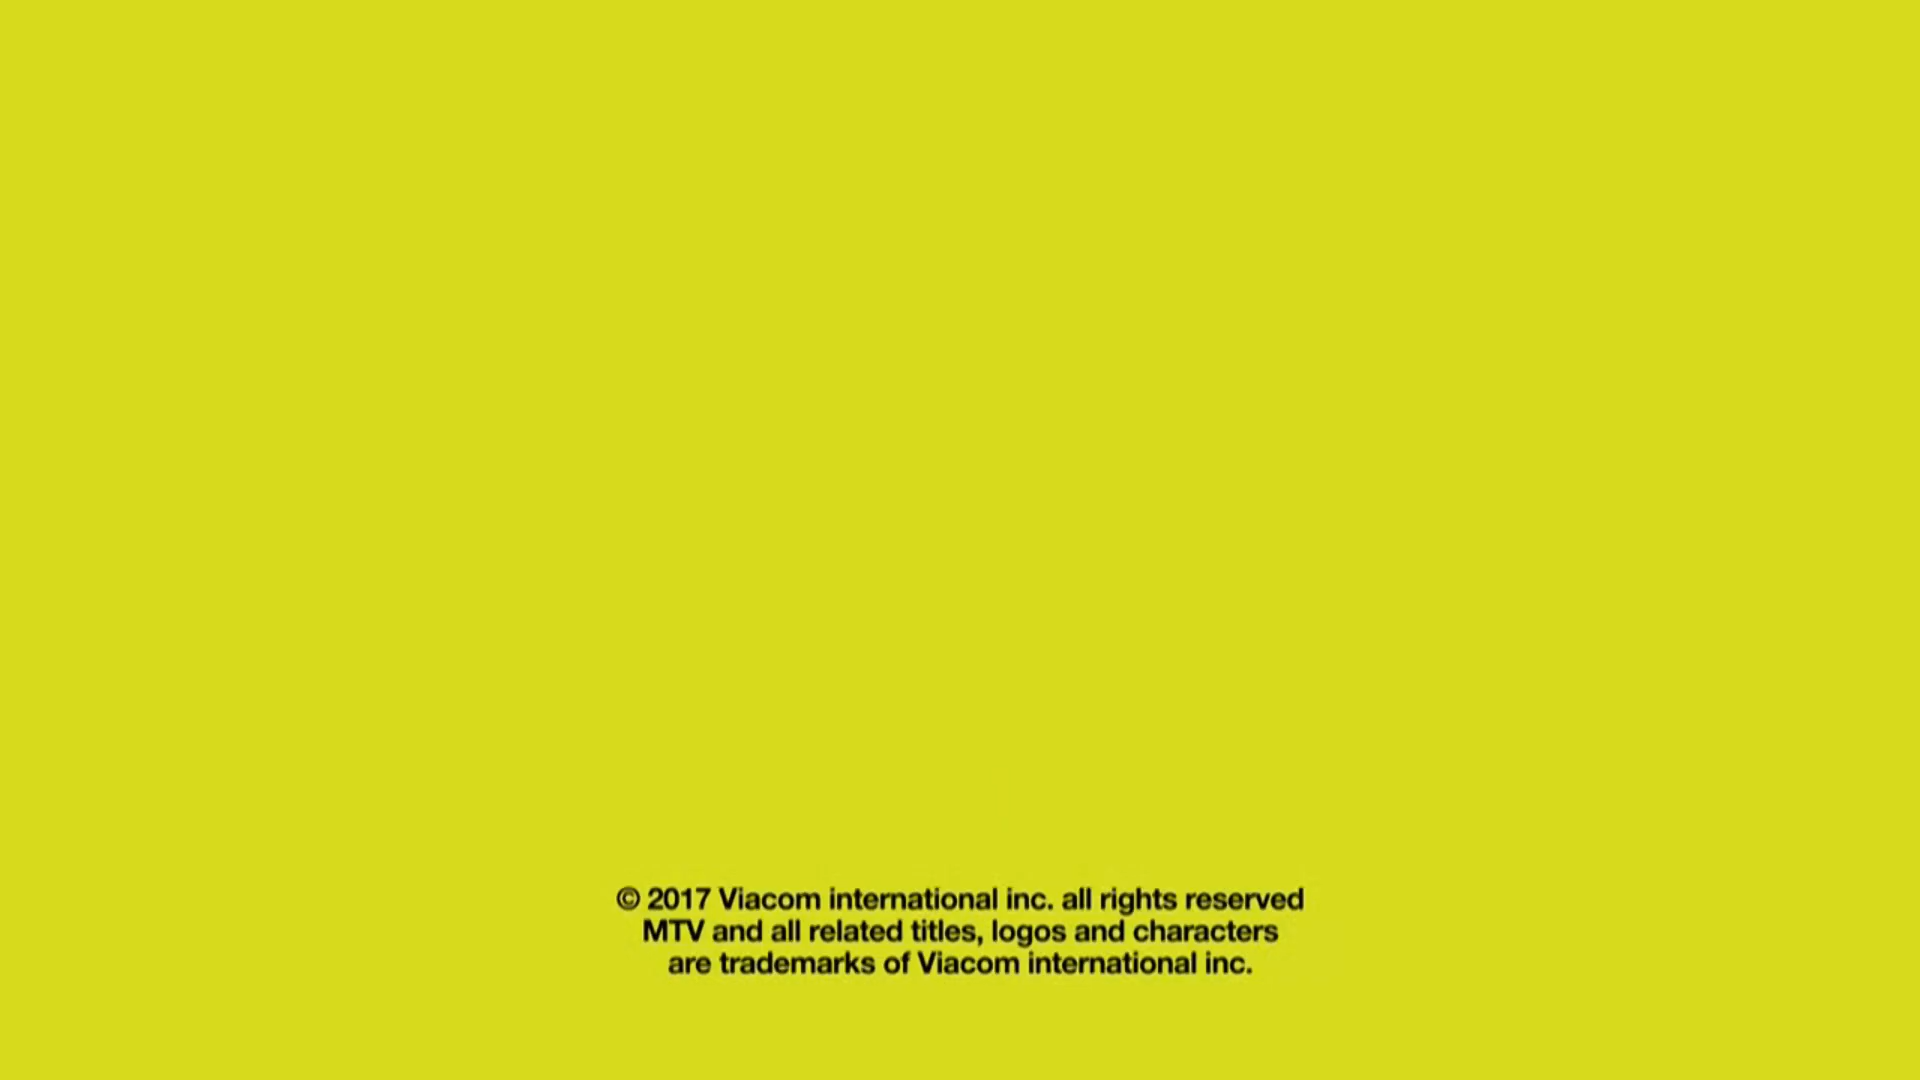 © 2017 Viacom international inc. all rights reserved
MTV and all related titles, logos and characters
are trademarks of Viacom international inc.